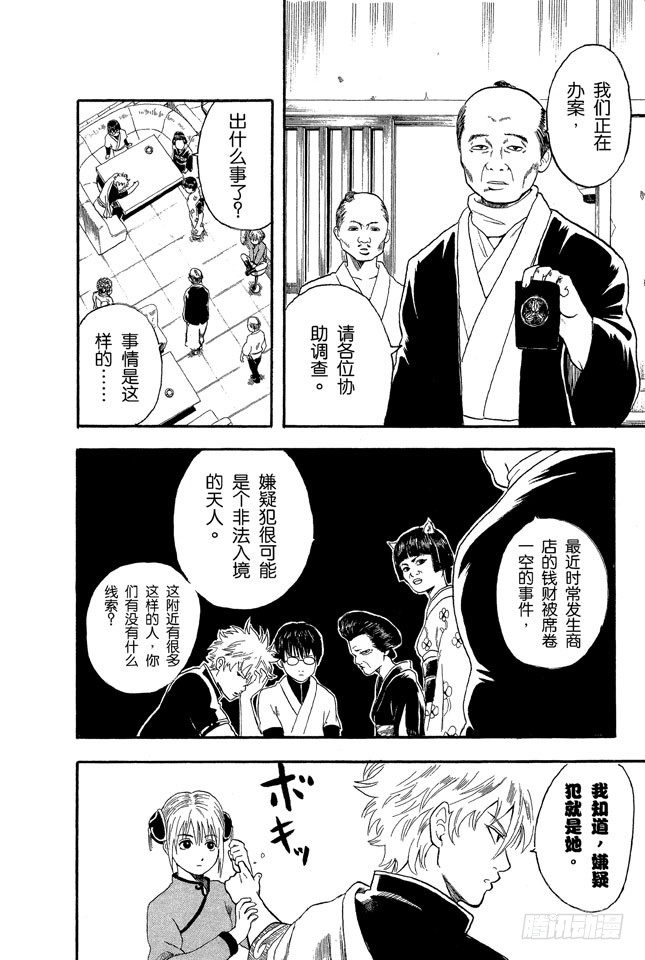 我们正在
办案，
请各位协
助调查。
出什么事了？
事情是这
样的……
最近时常发生商
店的钱财被席卷
一空的事件，
嫌疑犯很可能
是个非法入境
的天人。
这附近有很多
这样的人，你
们有没有什么
线索？
我知道，嫌疑
犯就是她。
ボキッ
腾讯动漫